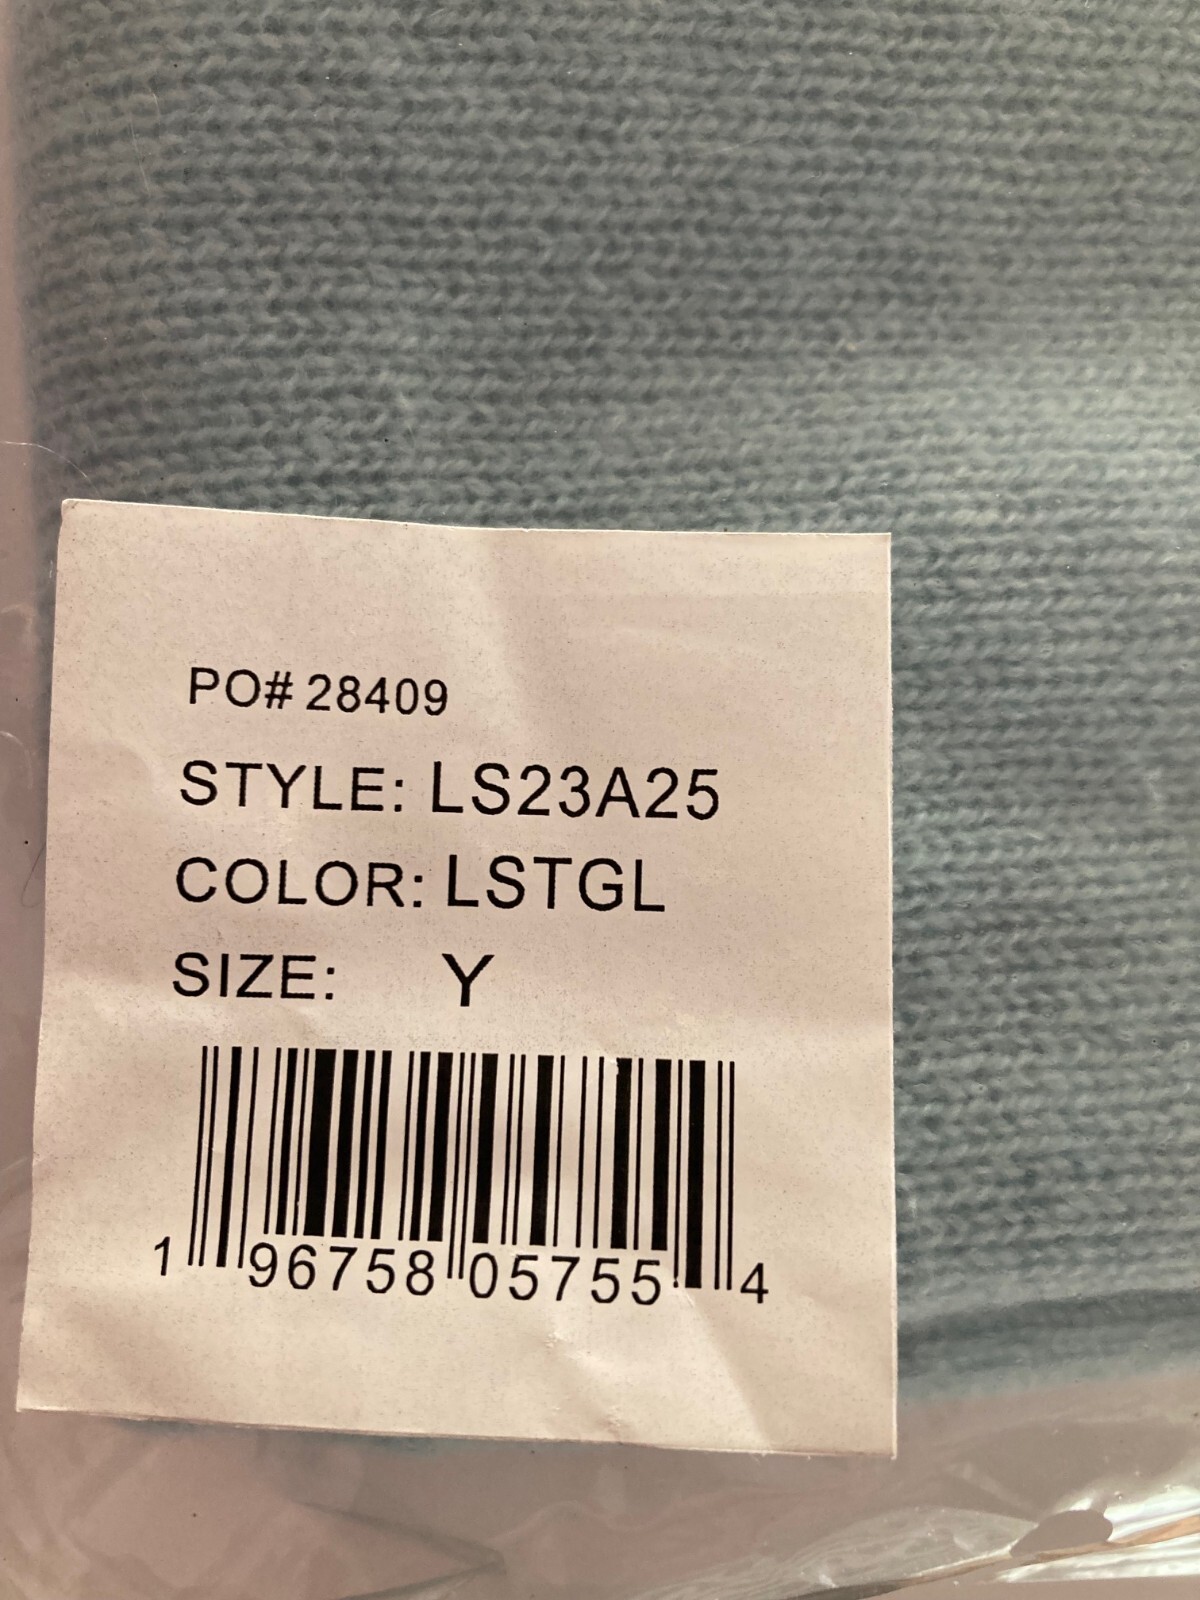 PO# 28409
STYLE: LS23A25
COLOR: LSTGL
SIZE: Y
1 96758 05755 4